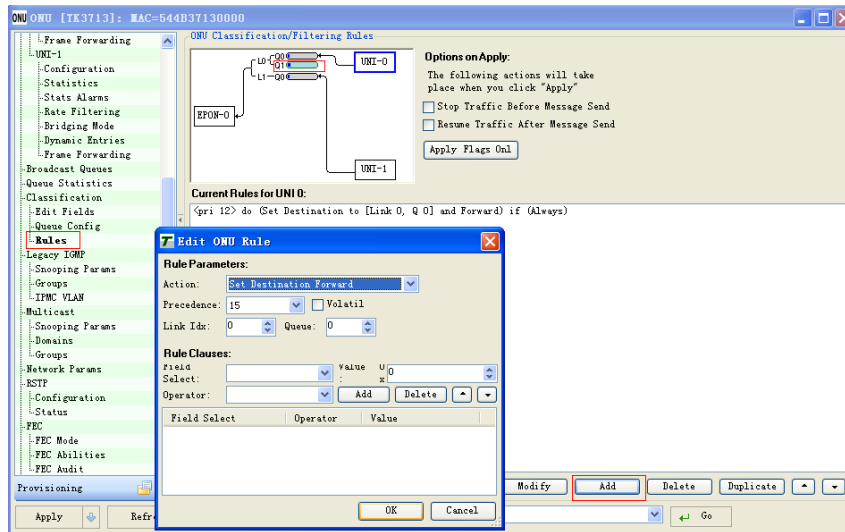 ONU ONU [TK3713]: MAC=544B37130000
Frame Forwarding
UNI-1
Configuration
Statistics
Stats Alarms
Rate Filtering
Bridging Mode
Dynamic Entries
Frame Forwarding
Broadcast Queues
Queue Statistics
Classification
Edit Fields
Queue Config
Rules
Legacy IGMP
Snooping Params
Groups
IPMC VLAN
Multicast
Snooping Params
Domains
Groups
Network Params
RSTP
Configuration
Status
FEC
FEC Mode
FEC Abilities
FEC Audit
Provisioning
Apply
ONU Classification/Filtering Rules
L0 Q0
Q1
L1 Q0
UNI-0
EPON-0
UNI-1
Options on Apply:
The following actions will take
place when you click "Apply"
Stop Traffic Before Message Send
Resume Traffic After Message Send
Apply Flags Onl
Current Rules for UNI 0:
<pri 12> do (Set Destination to [Link 0, Q 0] and Forward) if (Always)
Edit ONU Rule
Rule Parameters:
Action: Set Destination Forward
Precedence: 15 Volatil
Link Idx: 0 Queue: 0
Rule Clauses:
Field Select: Value : 0x 0
Operator: Add Delete
Field Select Operator Value
OK Cancel
Modify Add Delete Duplicate
Go